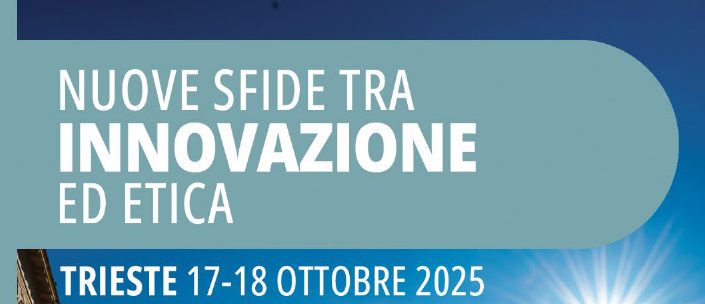 NUOVE SFIDE TRA
INNOVAZIONE
ED ETICA
TRIESTE 17-18 OTTOBRE 2025